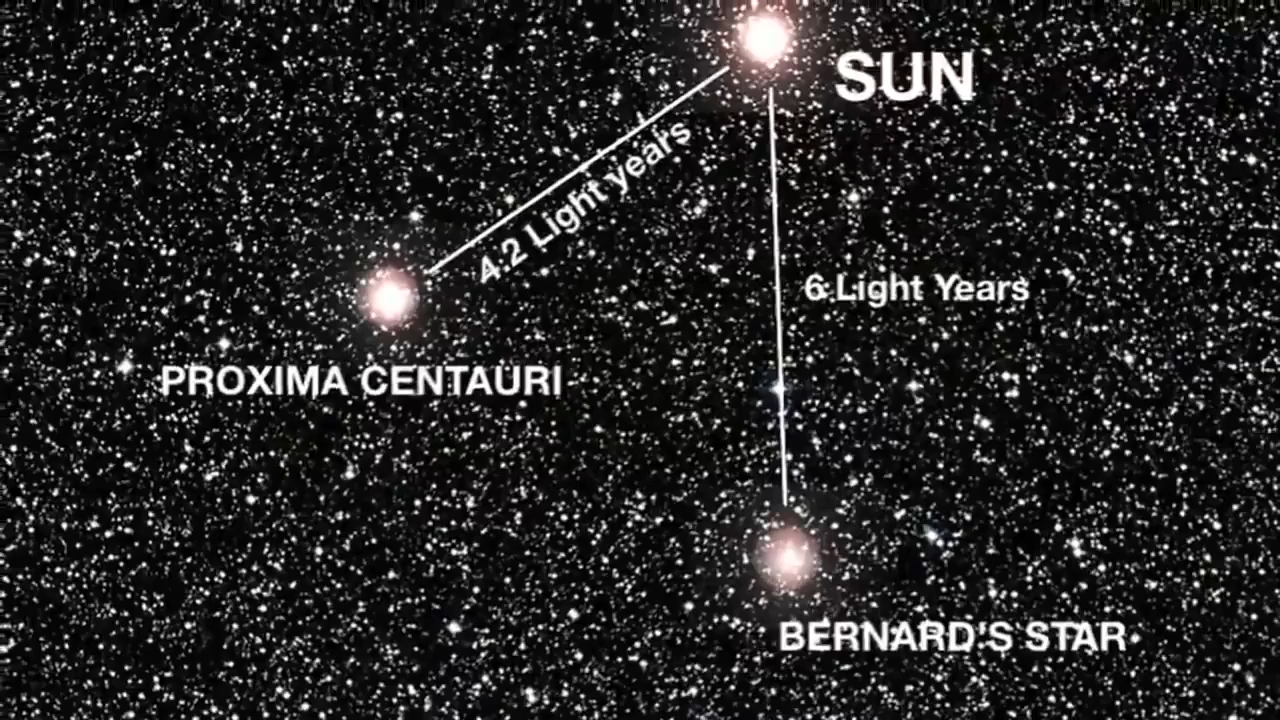 SUN
4.2 Light years
6 Light Years
PROXIMA CENTAURI
BERNARD'S STAR